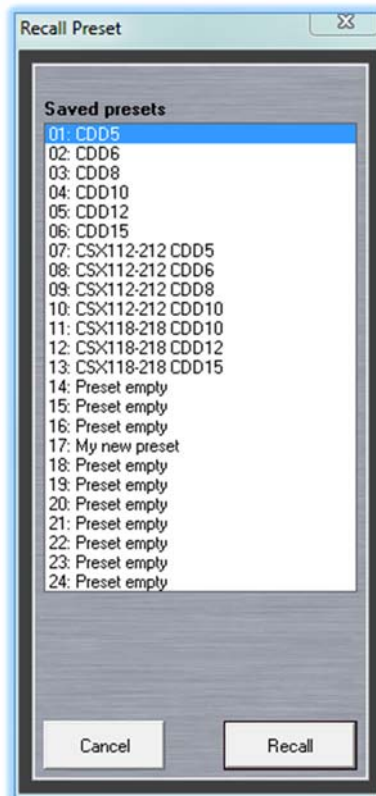 Recall Preset
Saved presets
01: CDD5
02: CDD6
03: CDD8
04: CDD10
05: CDD12
06: CDD15
07: CSX112-212 CDD5
08: CSX112-212 CDD6
09: CSX112-212 CDD8
10: CSX112-212 CDD10
11: CSX118-218 CDD10
12: CSX118-218 CDD12
13: CSX118-218 CDD15
14: Preset empty
15: Preset empty
16: Preset empty
17: My new preset
18: Preset empty
19: Preset empty
20: Preset empty
21: Preset empty
22: Preset empty
23: Preset empty
24: Preset empty
Cancel Recall